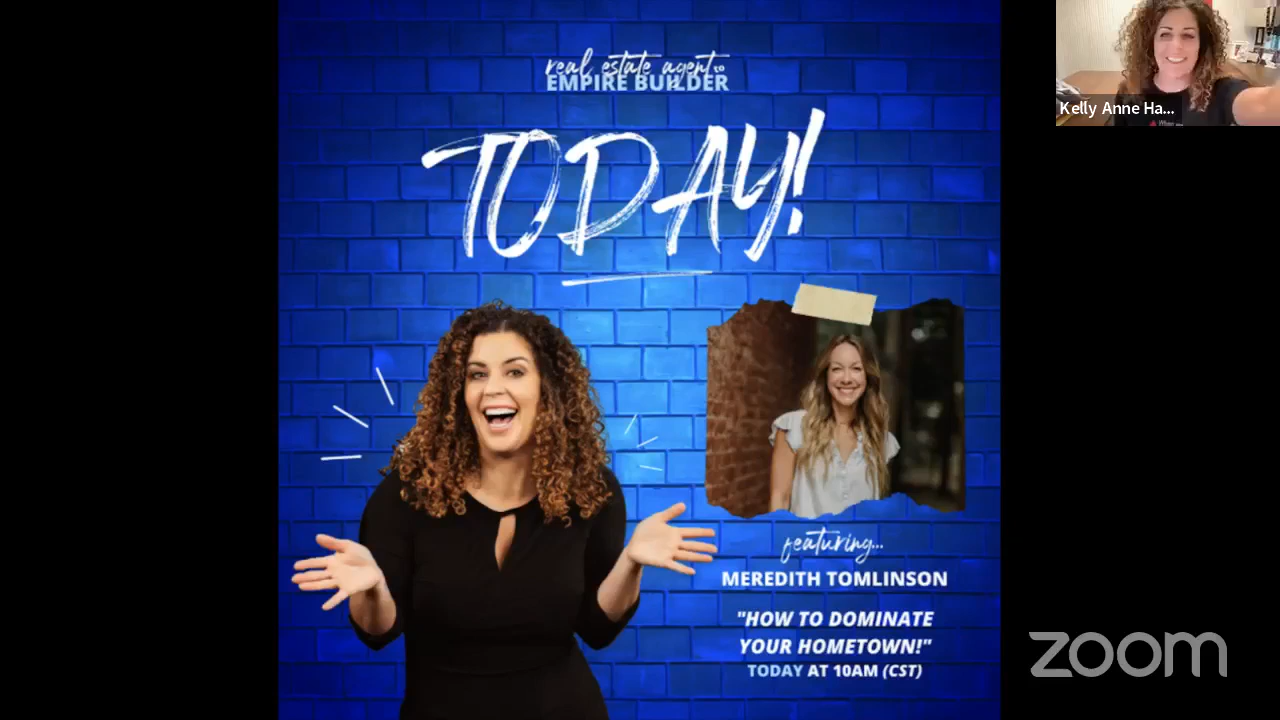 real estate agent to
EMPIRE BUILDER
TODAY!
featuring...
MEREDITH TOMLINSON
"HOW TO DOMINATE
YOUR HOMETOWN!"
TODAY AT 10AM (CST)
Kelly Anne Ha...
zoom